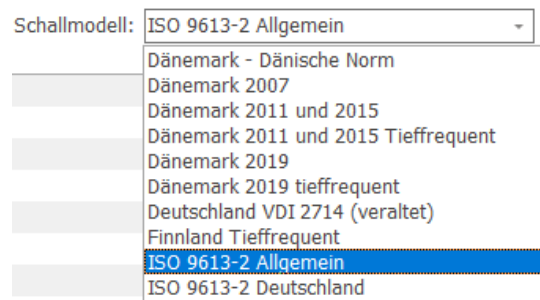 Schallmodell: ISO 9613-2 Allgemein
Dänemark - Dänische Norm
Dänemark 2007
Dänemark 2011 und 2015
Dänemark 2011 und 2015 Tieffrequent
Dänemark 2019
Dänemark 2019 tieffrequent
Deutschland VDI 2714 (veraltet)
Finnland Tieffrequent
ISO 9613-2 Allgemein
ISO 9613-2 Deutschland